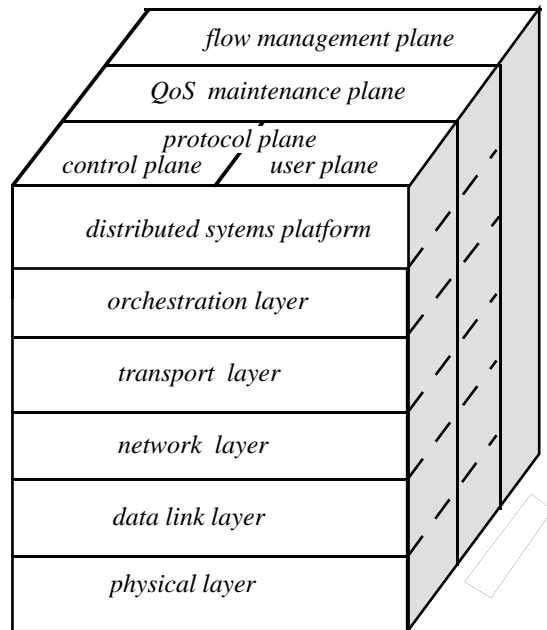 flow management plane
QoS maintenance plane
protocol plane
control plane user plane
distributed sytems platform
orchestration layer
transport layer
network layer
data link layer
physical layer